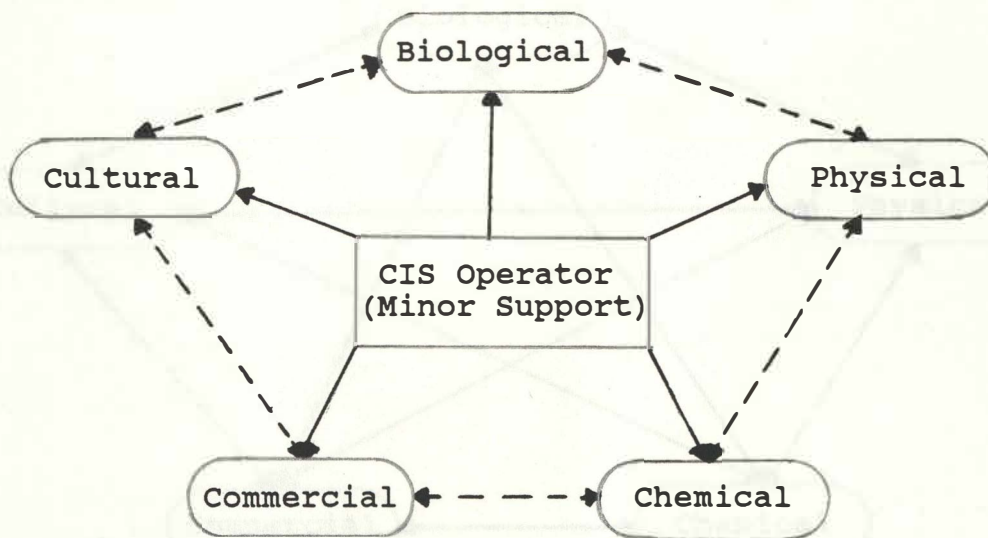 Biological
Cultural
Physical
CIS Operator
(Minor Support)
Commercial
Chemical